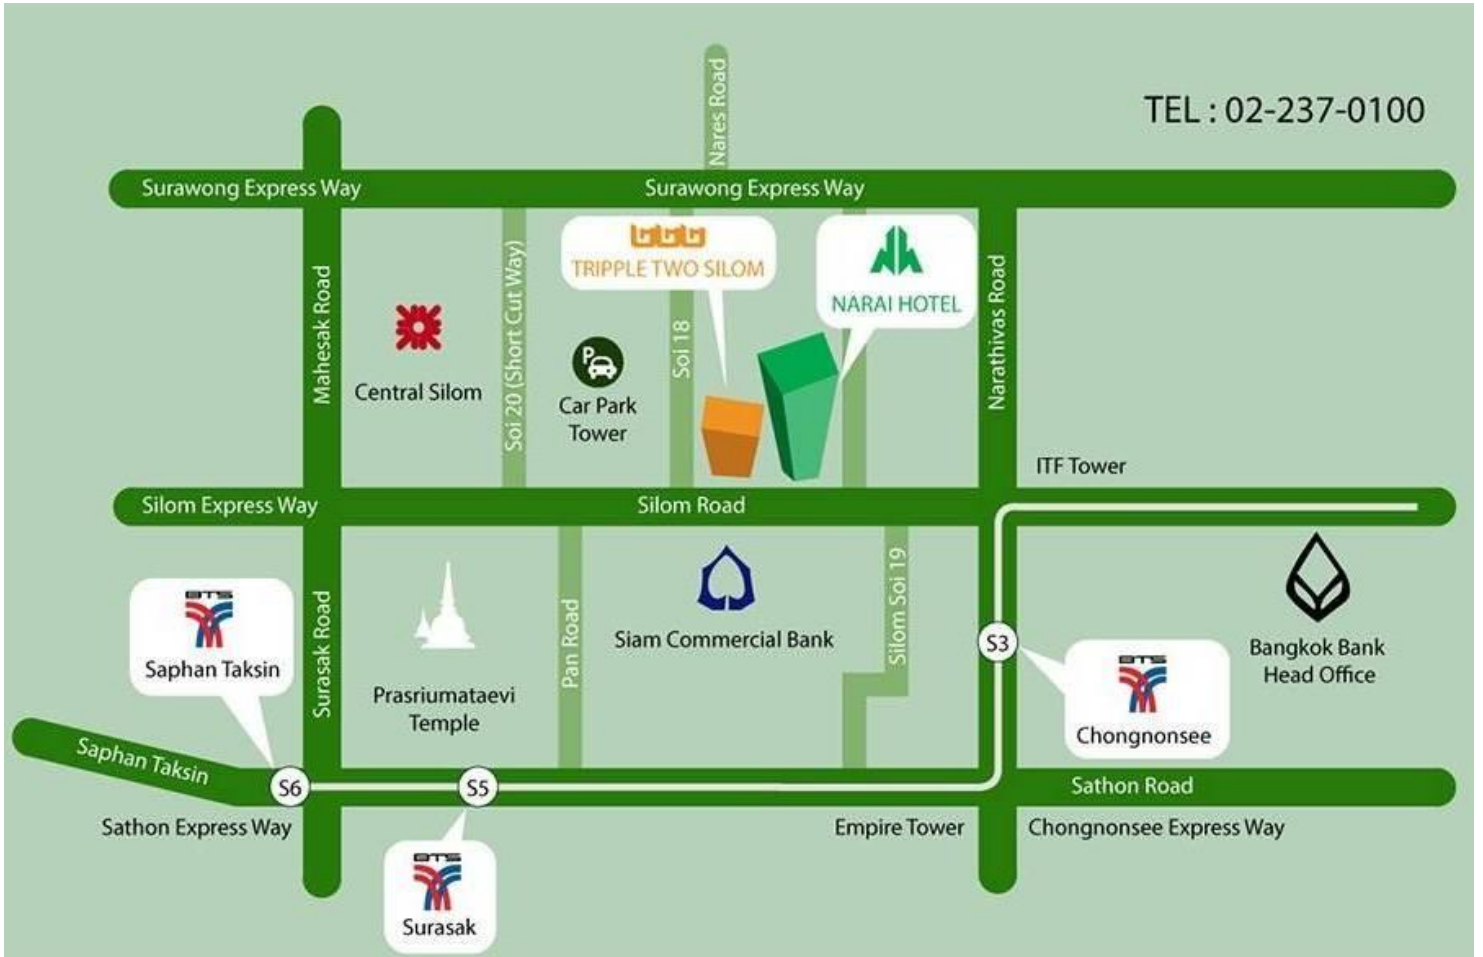 Nares Road
TEL : 02-237-0100
Surawong Express Way
Surawong Express Way
Mahesak Road
Soi 20 (Short Cut Way)
Soi 18
TRIPPLE TWO SILOM
NARAI HOTEL
Narathivas Road
Central Silom
P
Car Park
Tower
ITF Tower
Silom Express Way
Silom Road
BTS
Saphan Taksin
Surasak Road
Prasriumataevi
Temple
Pan Road
Siam Commercial Bank
Silom Soi 19
S3
BTS
Chongnonsee
Bangkok Bank
Head Office
Saphan Taksin
S6
S5
Sathon Road
Sathon Express Way
Empire Tower
Chongnonsee Express Way
BTS
Surasak